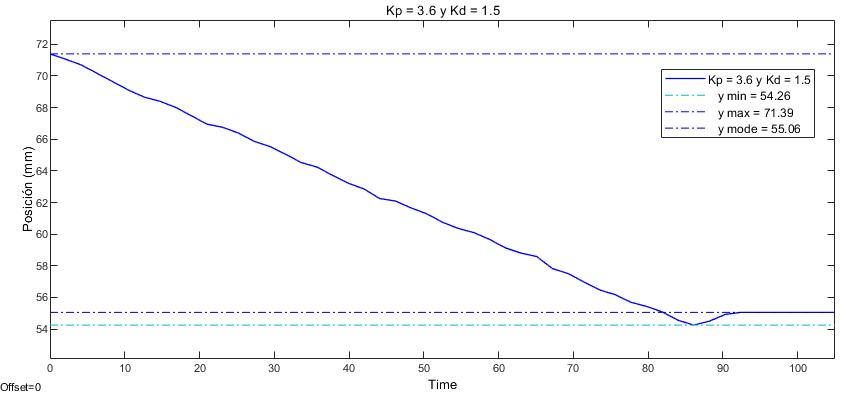 Kp = 3.6 y Kd = 1.5
72
70
68
66
64
62
60
58
56
54
Posición (mm)
Kp = 3.6 y Kd = 1.5
y min = 54.26
y max = 71.39
y mode = 55.06
0 10 20 30 40 50 60 70 80 90 100
Time
Offset=0